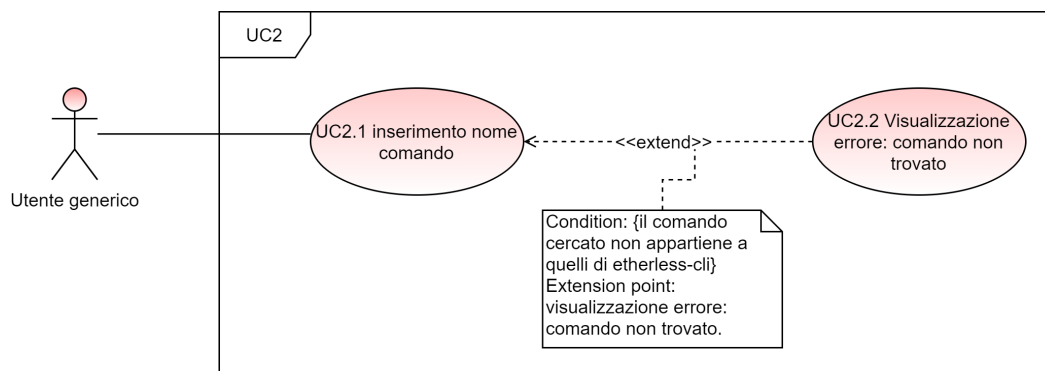 UC2
UC2.1 inserimento nome
comando
<<extend>>
UC2.2 Visualizzazione
errore: comando non
trovato
Utente generico
Condition: {il comando
cercato non appartiene a
quelli di etherless-cli}
Extension point:
visualizzazione errore:
comando non trovato.